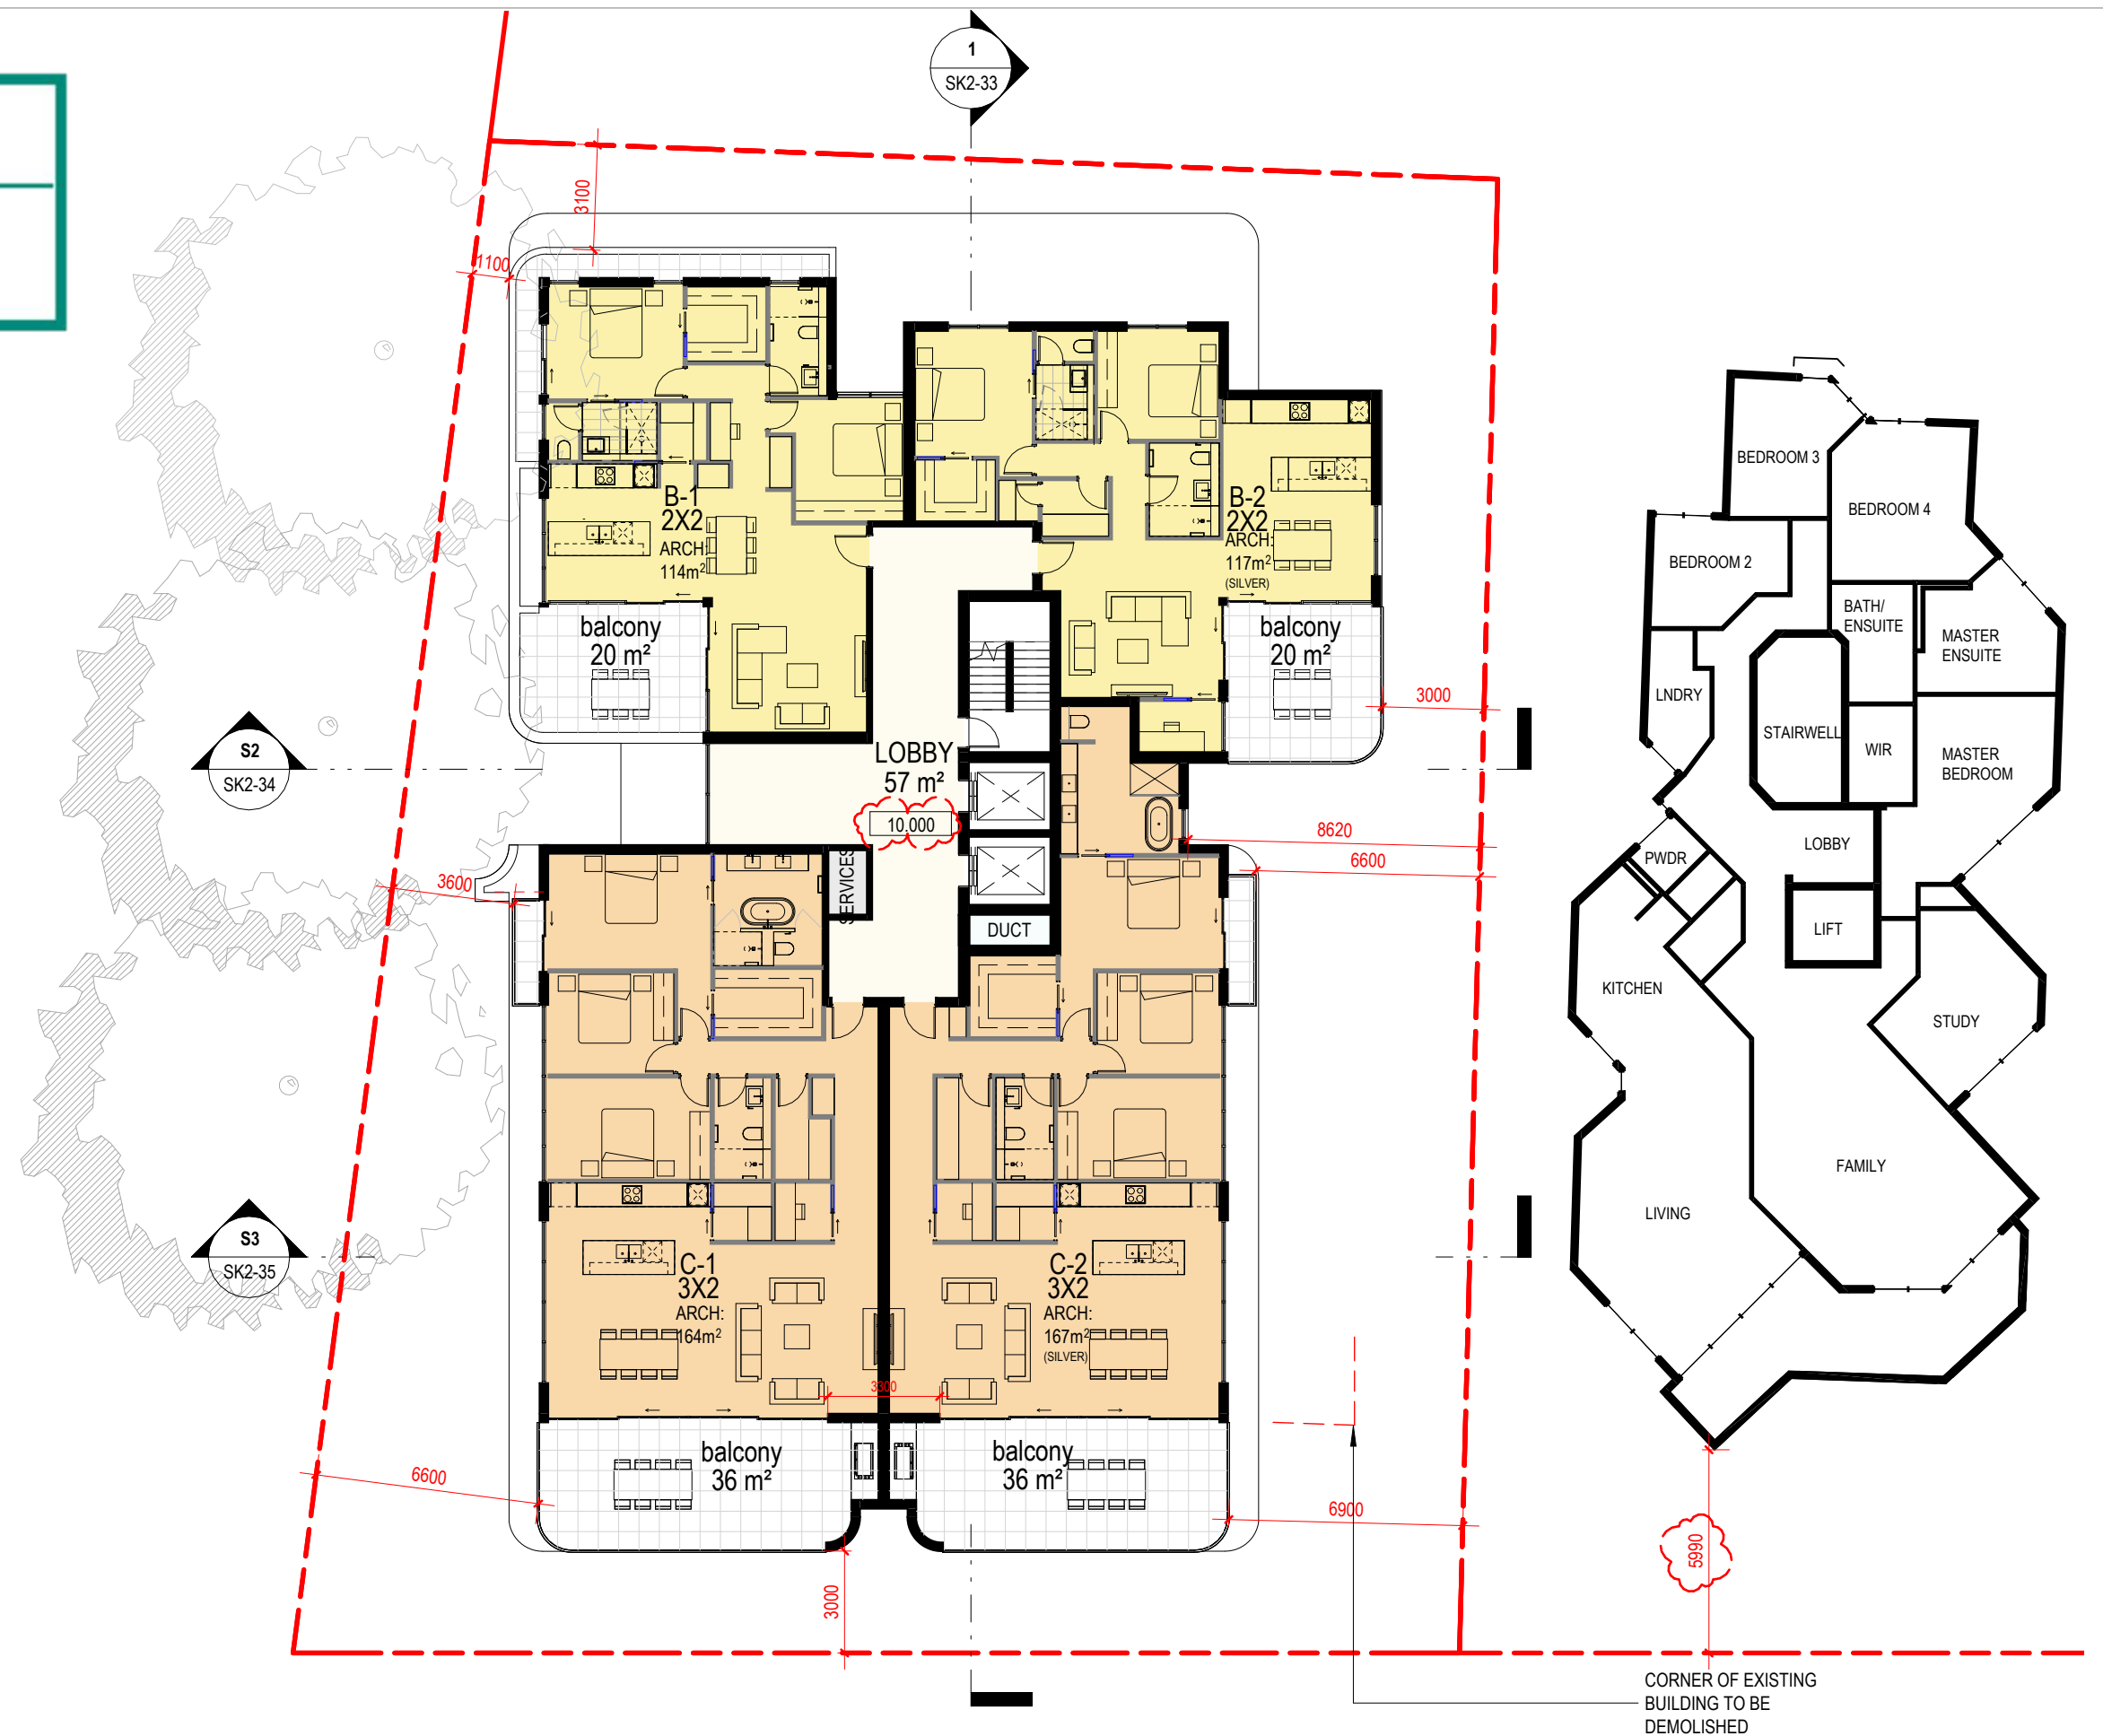 1
SK2-33
3100
1100
B-1
2X2
ARCH:
114m²
B-2
2X2
ARCH:
117m²
(SILVER)
balcony
20 m²
balcony
20 m²
3000
S2
SK2-34
LOBBY
57 m²
10.000
SERVICES
DUCT
8620
6600
3600
S3
SK2-35
C-1
3X2
ARCH:
164m²
C-2
3X2
ARCH:
167m²
(SILVER)
3300
balcony
36 m²
balcony
36 m²
6600
6900
3000
BEDROOM 3
BEDROOM 4
BEDROOM 2
BATH/
ENSUITE
MASTER
ENSUITE
LNDRY
STAIRWELL
WIR
MASTER
BEDROOM
LOBBY
PWDR
LIFT
KITCHEN
STUDY
FAMILY
LIVING
5990
CORNER OF EXISTING
BUILDING TO BE
DEMOLISHED